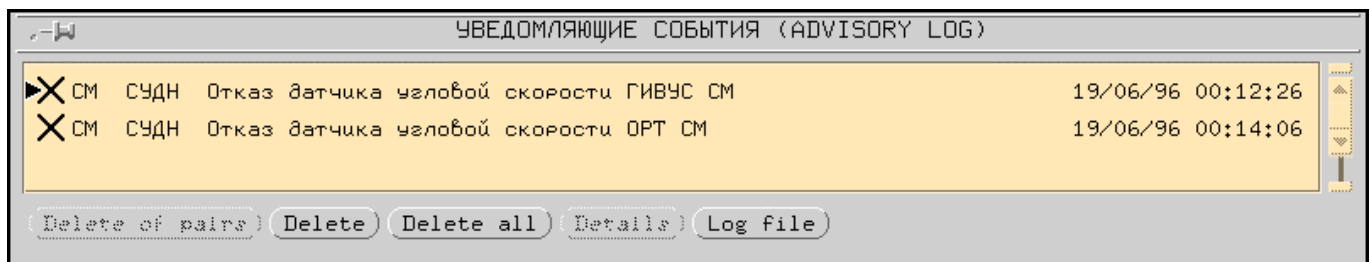 УВЕДОМЛЯЮЩИЕ СОБЫТИЯ (ADVISORY LOG)
СМ СУДН Отказ датчика угловой скорости ГИВУС СМ 19/06/96 00:12:26
СМ СУДН Отказ датчика угловой скорости ОРТ СМ 19/06/96 00:14:06
Delete of pairs Delete Delete all Details Log file